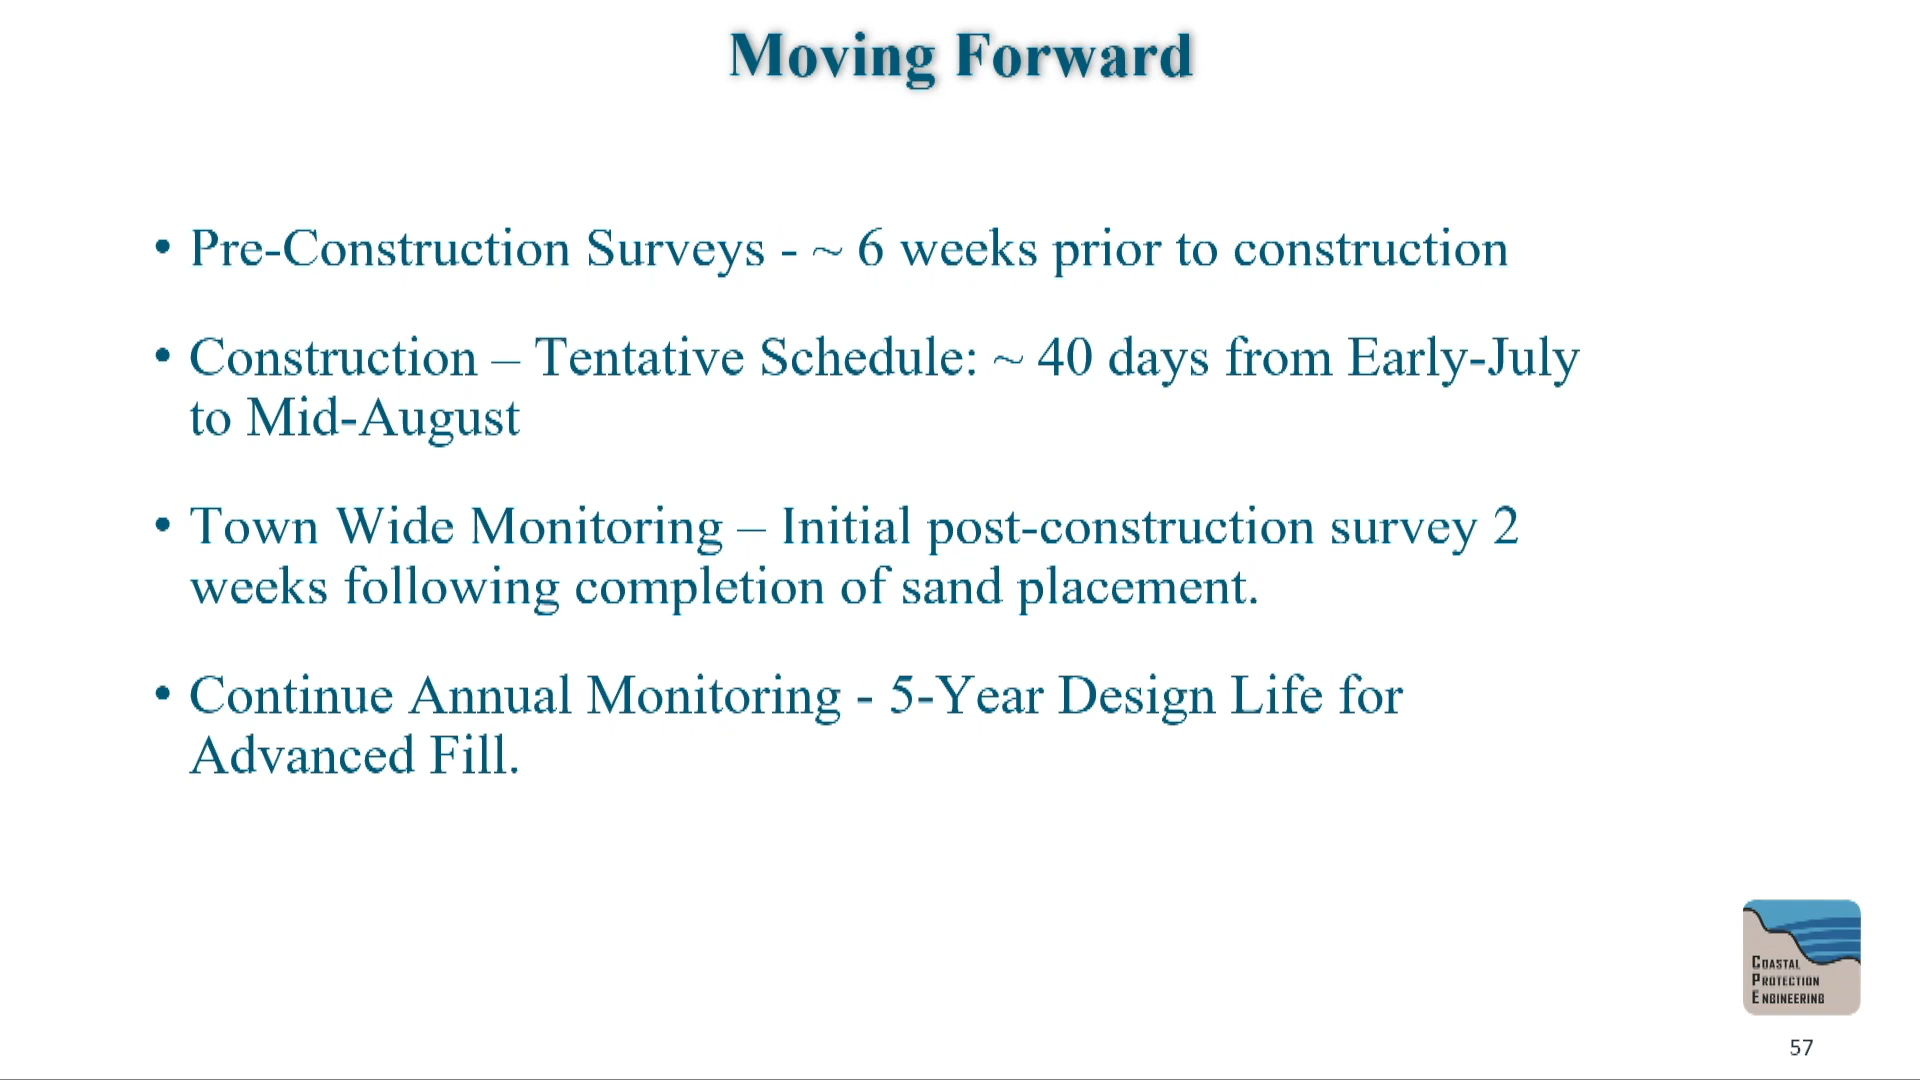 Moving Forward
• Pre-Construction Surveys - ~ 6 weeks prior to construction
• Construction – Tentative Schedule: ~ 40 days from Early-July
to Mid-August
• Town Wide Monitoring – Initial post-construction survey 2
weeks following completion of sand placement.
• Continue Annual Monitoring - 5-Year Design Life for
Advanced Fill.
COASTAL
PROTECTION
ENGINEERING
57